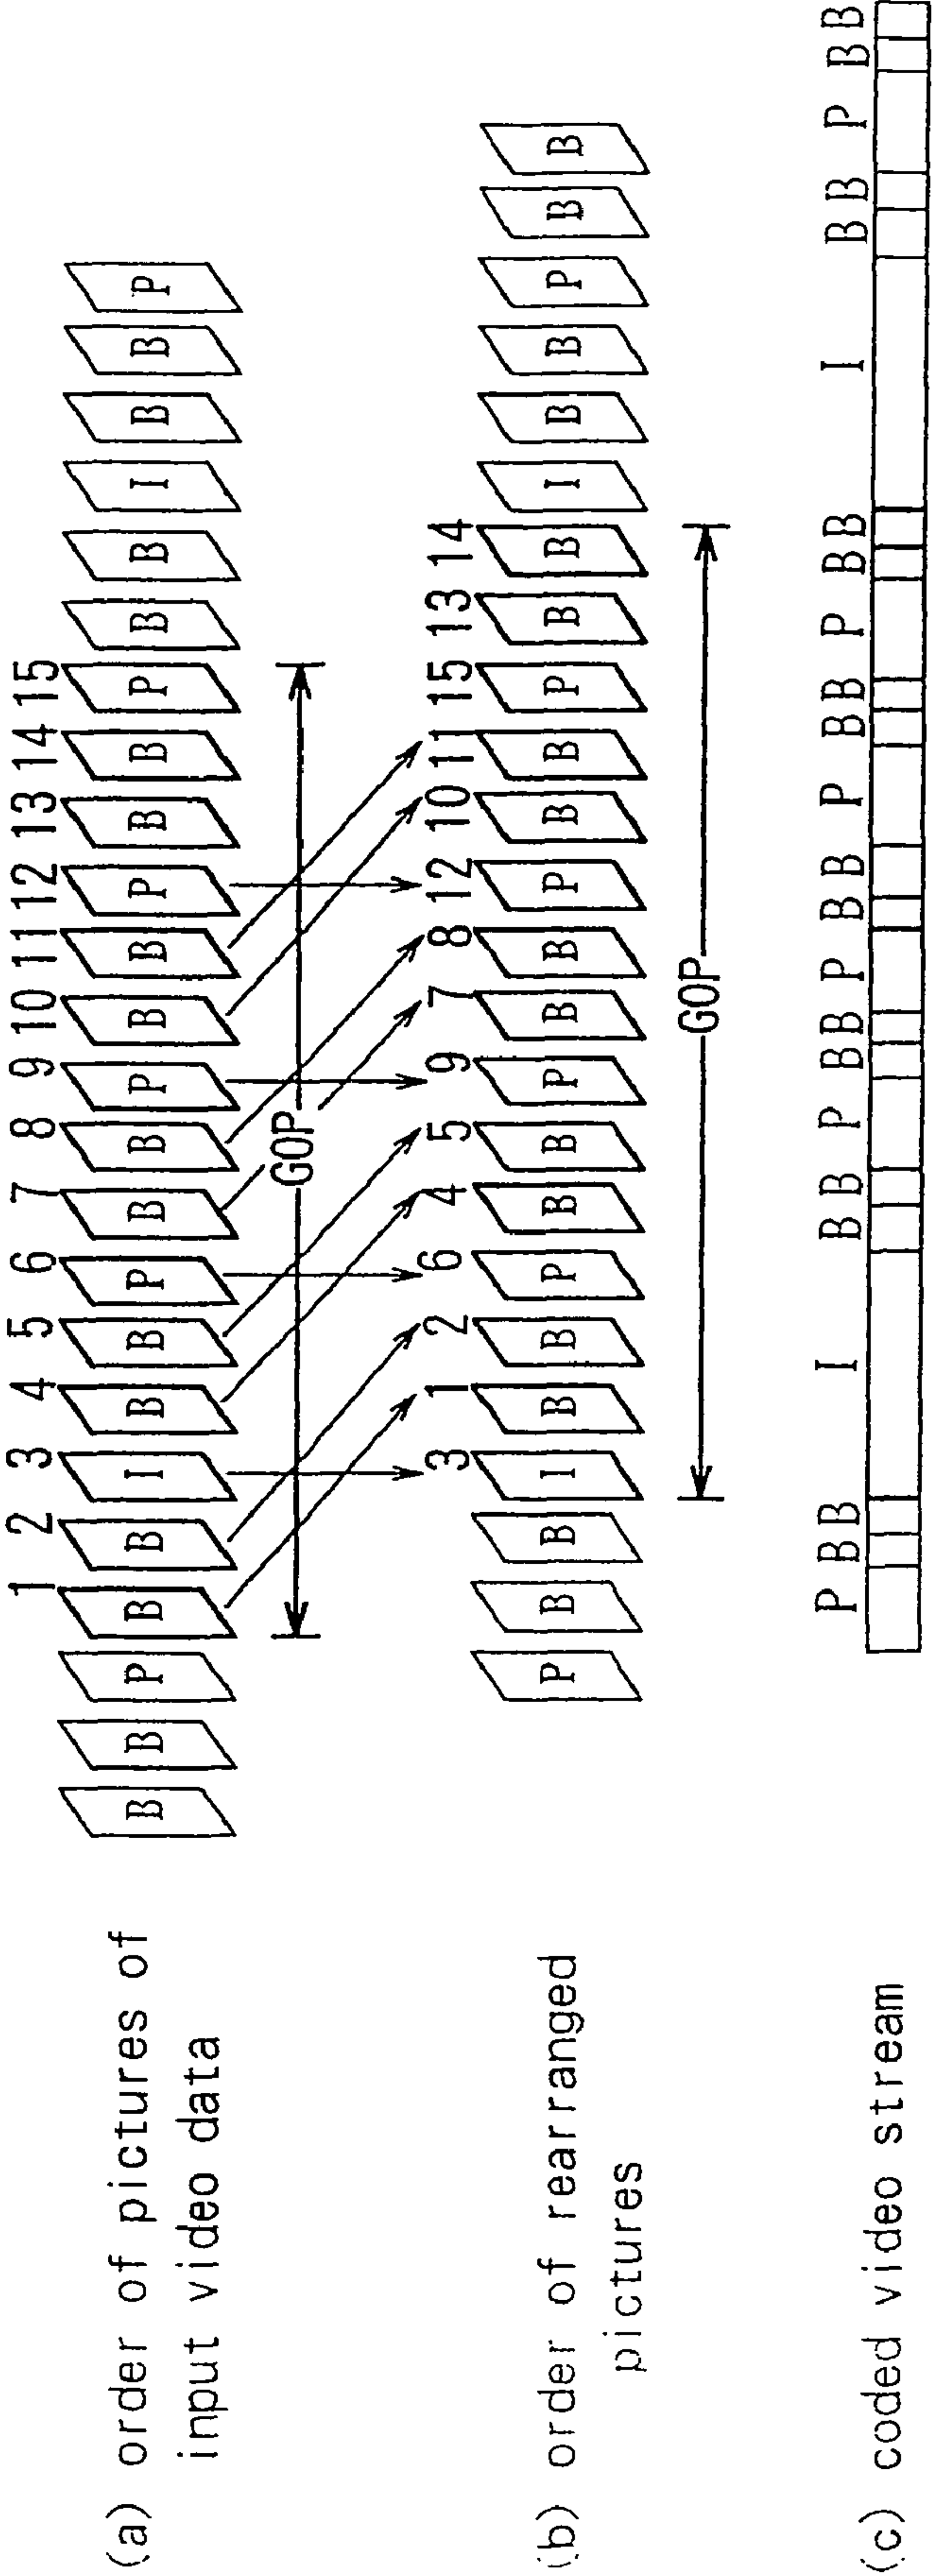 1 2 3 4 5 6 7 8 9 10 11 12 13 14 15
(a) order of pictures of
input video data
B B P B B I B B P B B P B B P B B P B B I B B P
GOP
3 1 2 6 4 5 9 7 8 12 10 11 15 13 14
(b) order of rearranged
pictures
P B B I B B P B B P B B P B B P B B I B B P B B
GOP
P B B I B B P B B P B B P B B P B B I B B P B B
(c) coded video stream